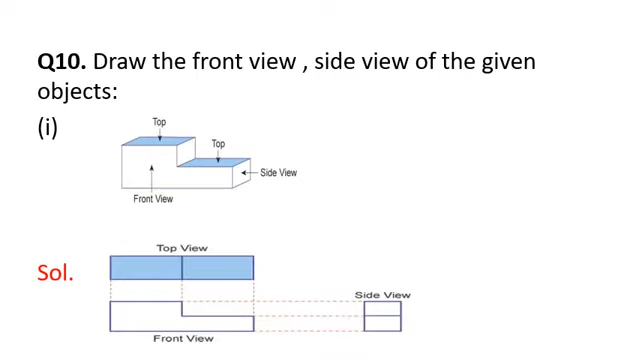 Q10. Draw the front view , side view of the given
objects:
(i)
Top
Top
Side View
Front View
Sol.
Top View
Side View
Front View